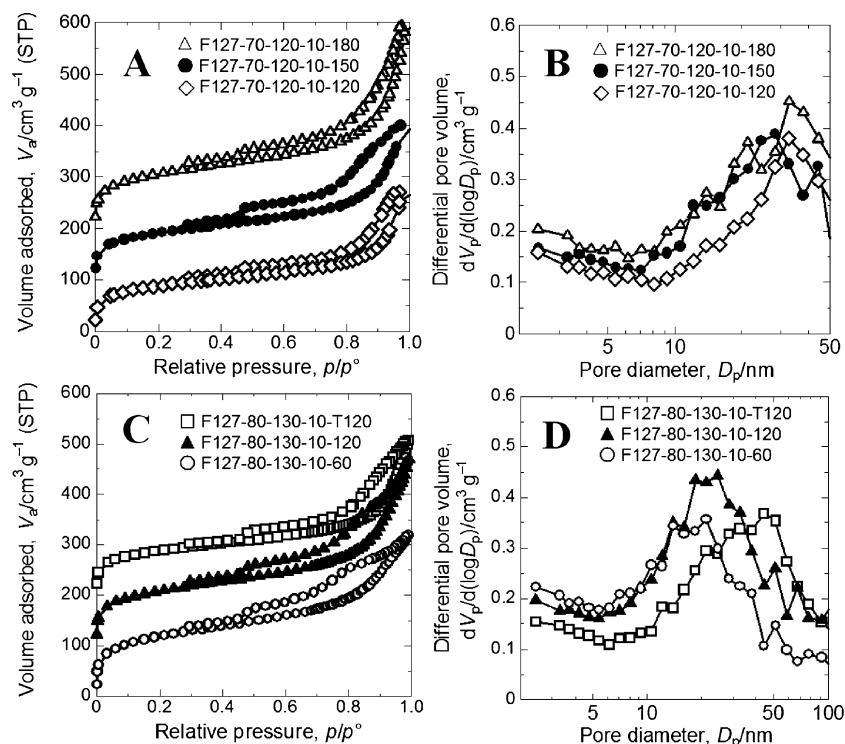 A
F127-70-120-10-180
F127-70-120-10-150
F127-70-120-10-120
Volume adsorbed, Va/cm³ g⁻¹ (STP)
600
500
400
300
200
100
0
0 0.2 0.4 0.6 0.8 1.0
Relative pressure, p/p°
B
F127-70-120-10-180
F127-70-120-10-150
F127-70-120-10-120
Differential pore volume,
dVp/d(logDp)/cm³ g⁻¹
0.6
0.5
0.4
0.3
0.2
0.1
0
5 10 50
Pore diameter, Dp/nm
C
F127-80-130-10-T120
F127-80-130-10-120
F127-80-130-10-60
Volume adsorbed, Va/cm³ g⁻¹ (STP)
600
500
400
300
200
100
0
0 0.2 0.4 0.6 0.8 1.0
Relative pressure, p/p°
D
F127-80-130-10-T120
F127-80-130-10-120
F127-80-130-10-60
Differential pore volume,
dVp/d(logDp)/cm³ g⁻¹
0.6
0.5
0.4
0.3
0.2
0.1
0
5 10 50 100
Pore diameter, Dp/nm